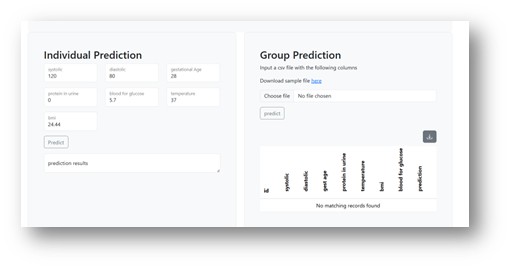 Individual Prediction
systolic
120
diastolic
80
gestational Age
28
protein in urine
0
blood for glucose
5.7
temperature
37
bmi
24.44
Predict
prediction results
Group Prediction
Input a csv file with the following columns
Download sample file here
Choose file No file chosen
predict
id
systolic
diastolic
gest age
protein in urine
temperature
bmi
blood for glucose
prediction
No matching records found